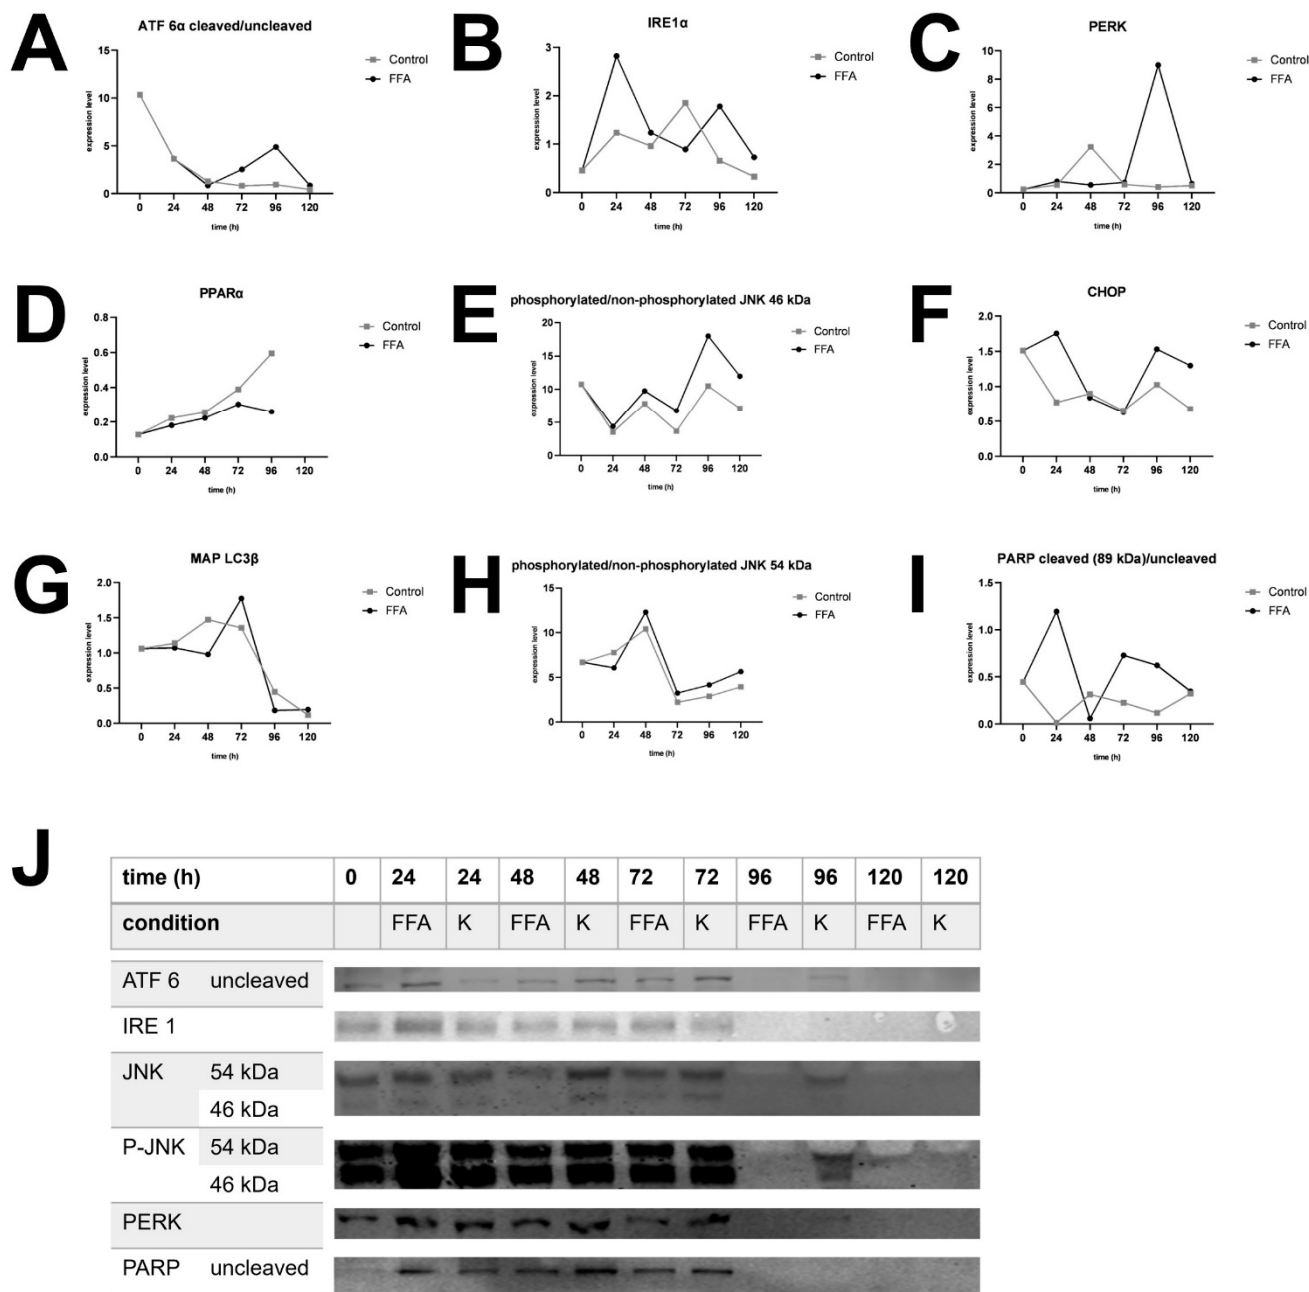 A
ATF 6α cleaved/uncleaved
expression level
15
10
5
0
0 24 48 72 96 120
time (h)
Control
FFA
B
IRE1α
expression level
3
2
1
0
0 24 48 72 96 120
time (h)
Control
FFA
C
PERK
expression level
10
8
6
4
2
0
0 24 48 72 96 120
time (h)
Control
FFA
D
PPARα
expression level
0.8
0.6
0.4
0.2
0.0
0 24 48 72 96 120
time (h)
Control
FFA
E
phosphorylated/non-phosphorylated JNK 46 kDa
expression level
20
15
10
5
0
0 24 48 72 96 120
time (h)
Control
FFA
F
CHOP
expression level
2.0
1.5
1.0
0.5
0.0
0 24 48 72 96 120
time (h)
Control
FFA
G
MAP LC3β
expression level
2.0
1.5
1.0
0.5
0.0
0 24 48 72 96 120
time (h)
Control
FFA
H
phosphorylated/non-phosphorylated JNK 54 kDa
expression level
15
10
5
0
0 24 48 72 96 120
time (h)
Control
FFA
I
PARP cleaved (89 kDa)/uncleaved
expression level
1.5
1.0
0.5
0.0
0 24 48 72 96 120
time (h)
Control
FFA
J
time (h) 0 24 24 48 48 72 72 96 96 120 120
condition FFA K FFA K FFA K FFA K FFA K
ATF 6 uncleaved
IRE 1
JNK 54 kDa
46 kDa
P-JNK 54 kDa
46 kDa
PERK
PARP uncleaved